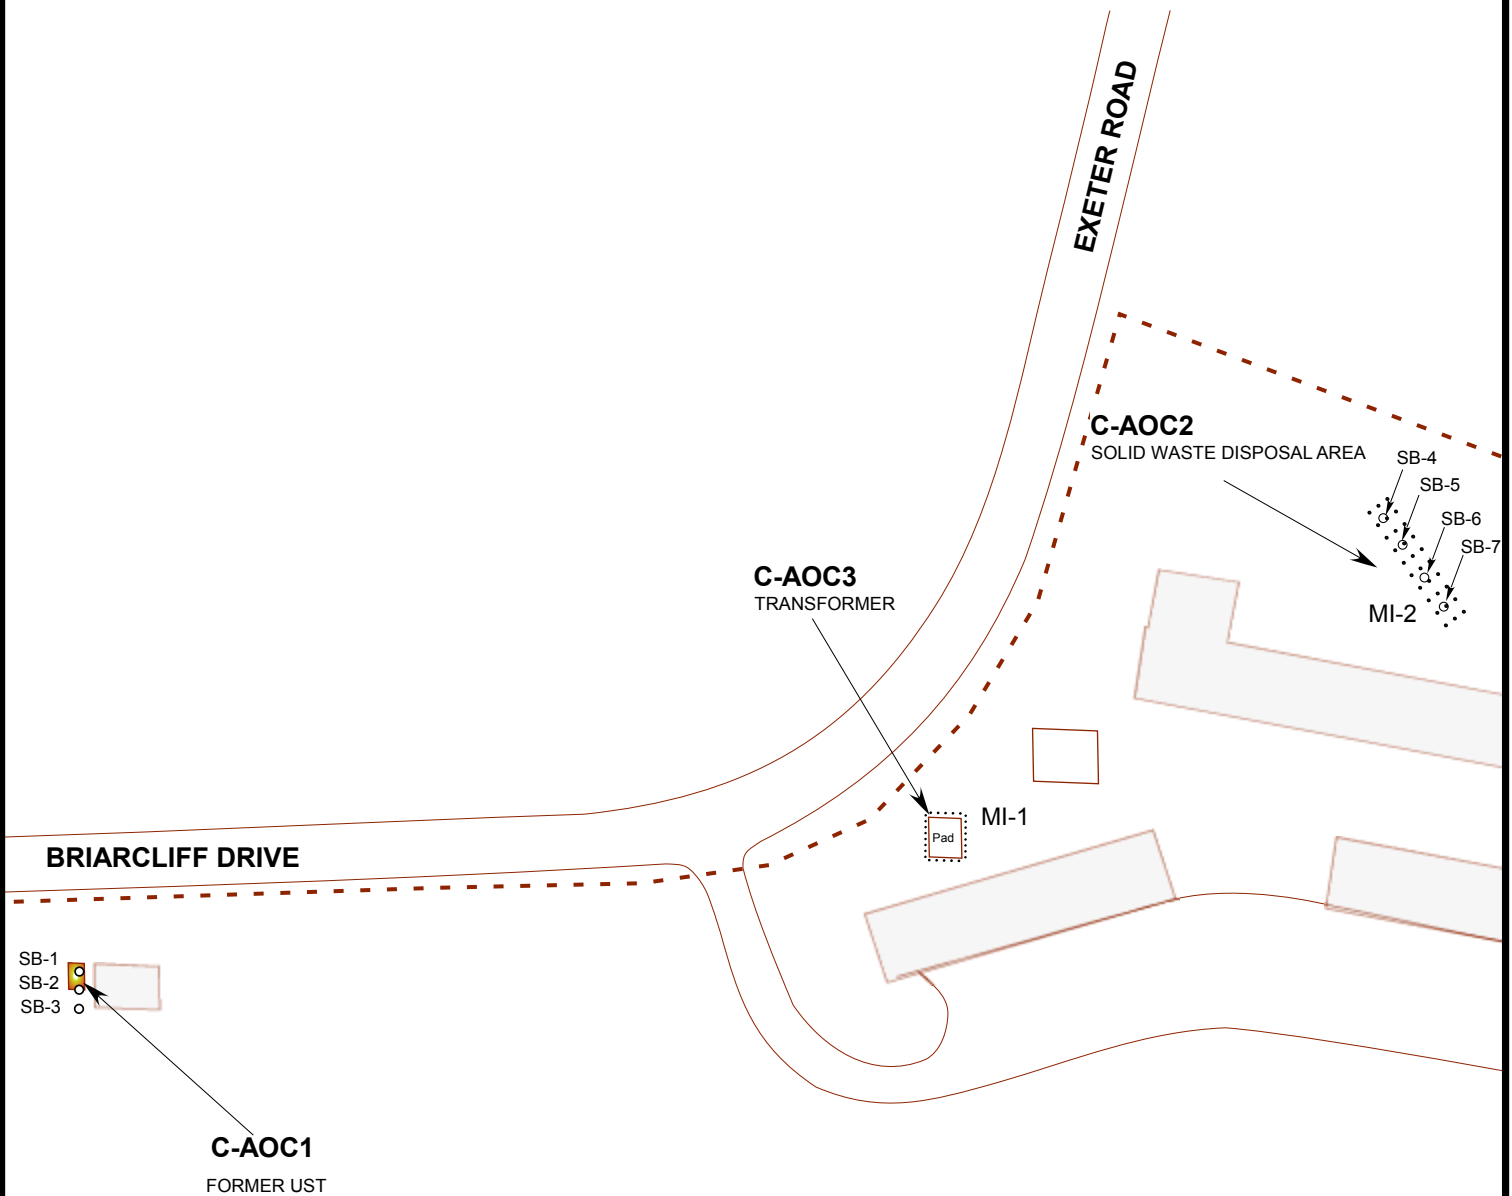 EXETER ROAD
C-AOC2
SOLID WASTE DISPOSAL AREA
SB-4
SB-5
SB-6
SB-7
MI-2
C-AOC3
TRANSFORMER
MI-1
Pad
BRIARCLIFF DRIVE
SB-1
SB-2
SB-3
C-AOC1
FORMER UST